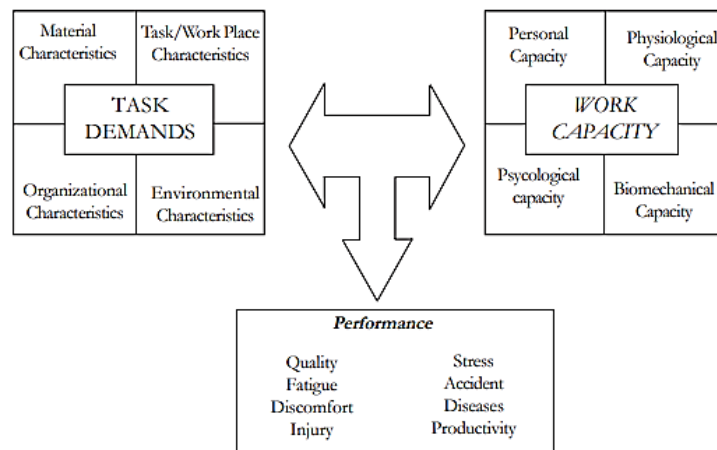 Material
Characteristics
Task/Work Place
Characteristics
TASK
DEMANDS
Organizational
Characteristics
Environmental
Characteristics
Personal
Capacity
Physiological
Capacity
WORK
CAPACITY
Psycological
capacity
Biomechanical
Capacity
Performance
Quality
Fatigue
Discomfort
Injury
Stress
Accident
Diseases
Productivity